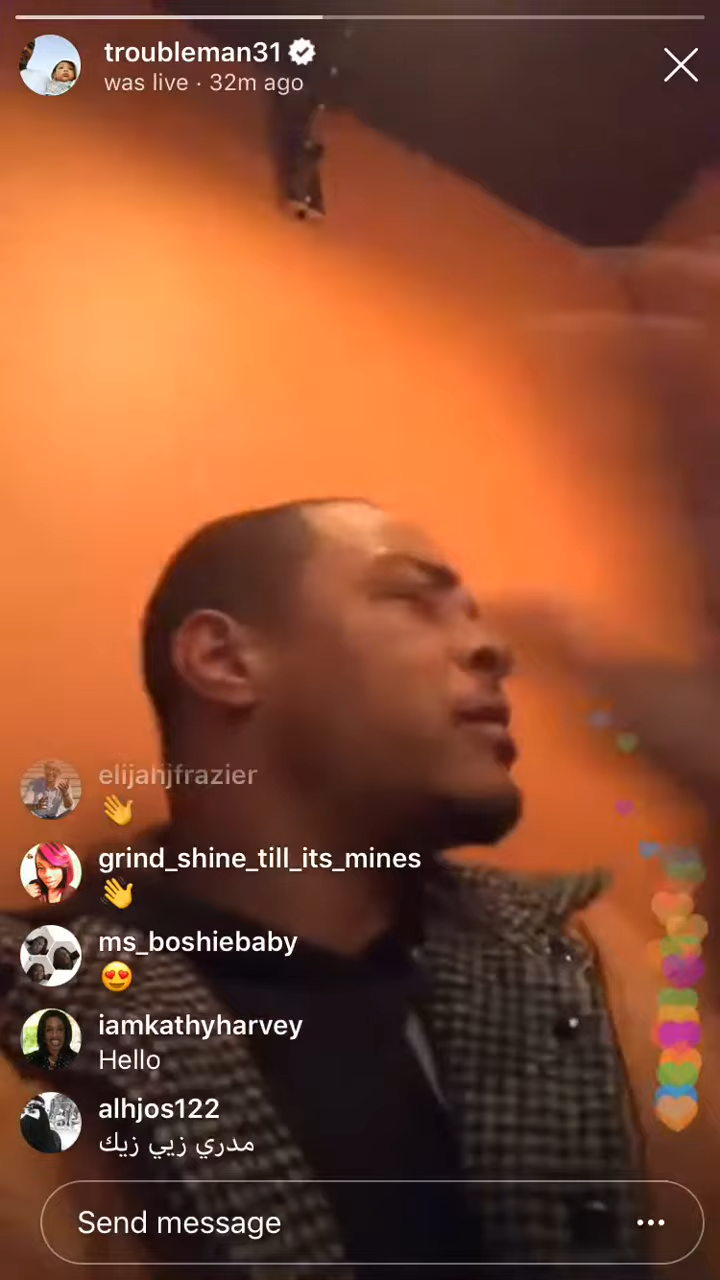 troubleman31
was live · 32m ago
elijahjfrazier
👋
grind_shine_till_its_mines
👋
ms_boshiebaby
😍
iamkathyharvey
Hello
alhjos122
مدري زيي زيك
Send message